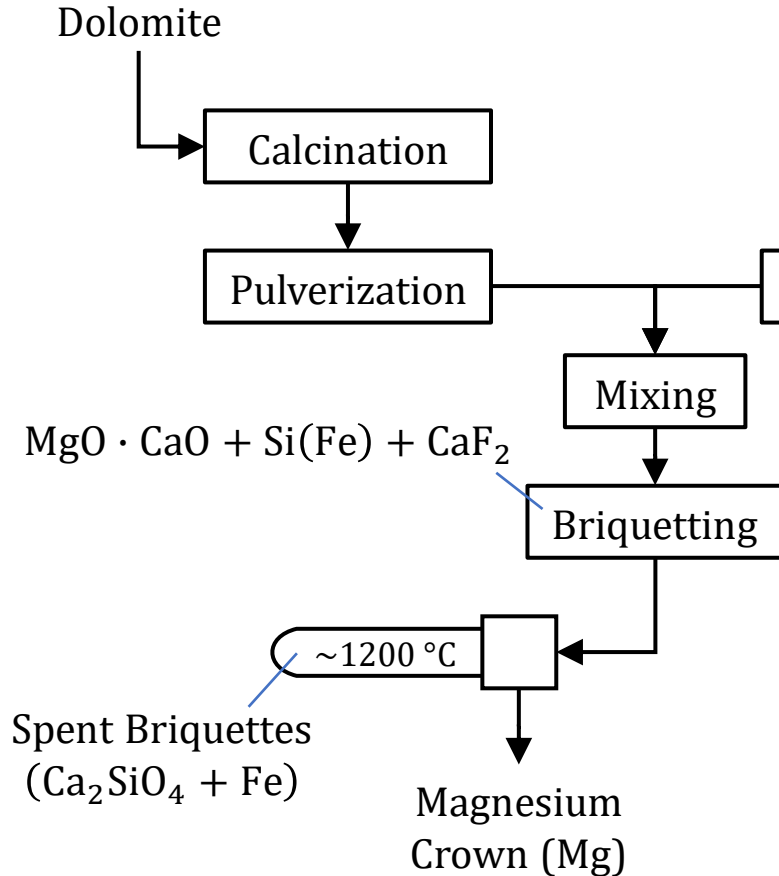 Dolomite
Calcination
Pulverization
Mixing
MgO · CaO + Si(Fe) + CaF₂
Briquetting
~1200 °C
Spent Briquettes
(Ca₂SiO₄ + Fe)
Magnesium
Crown (Mg)